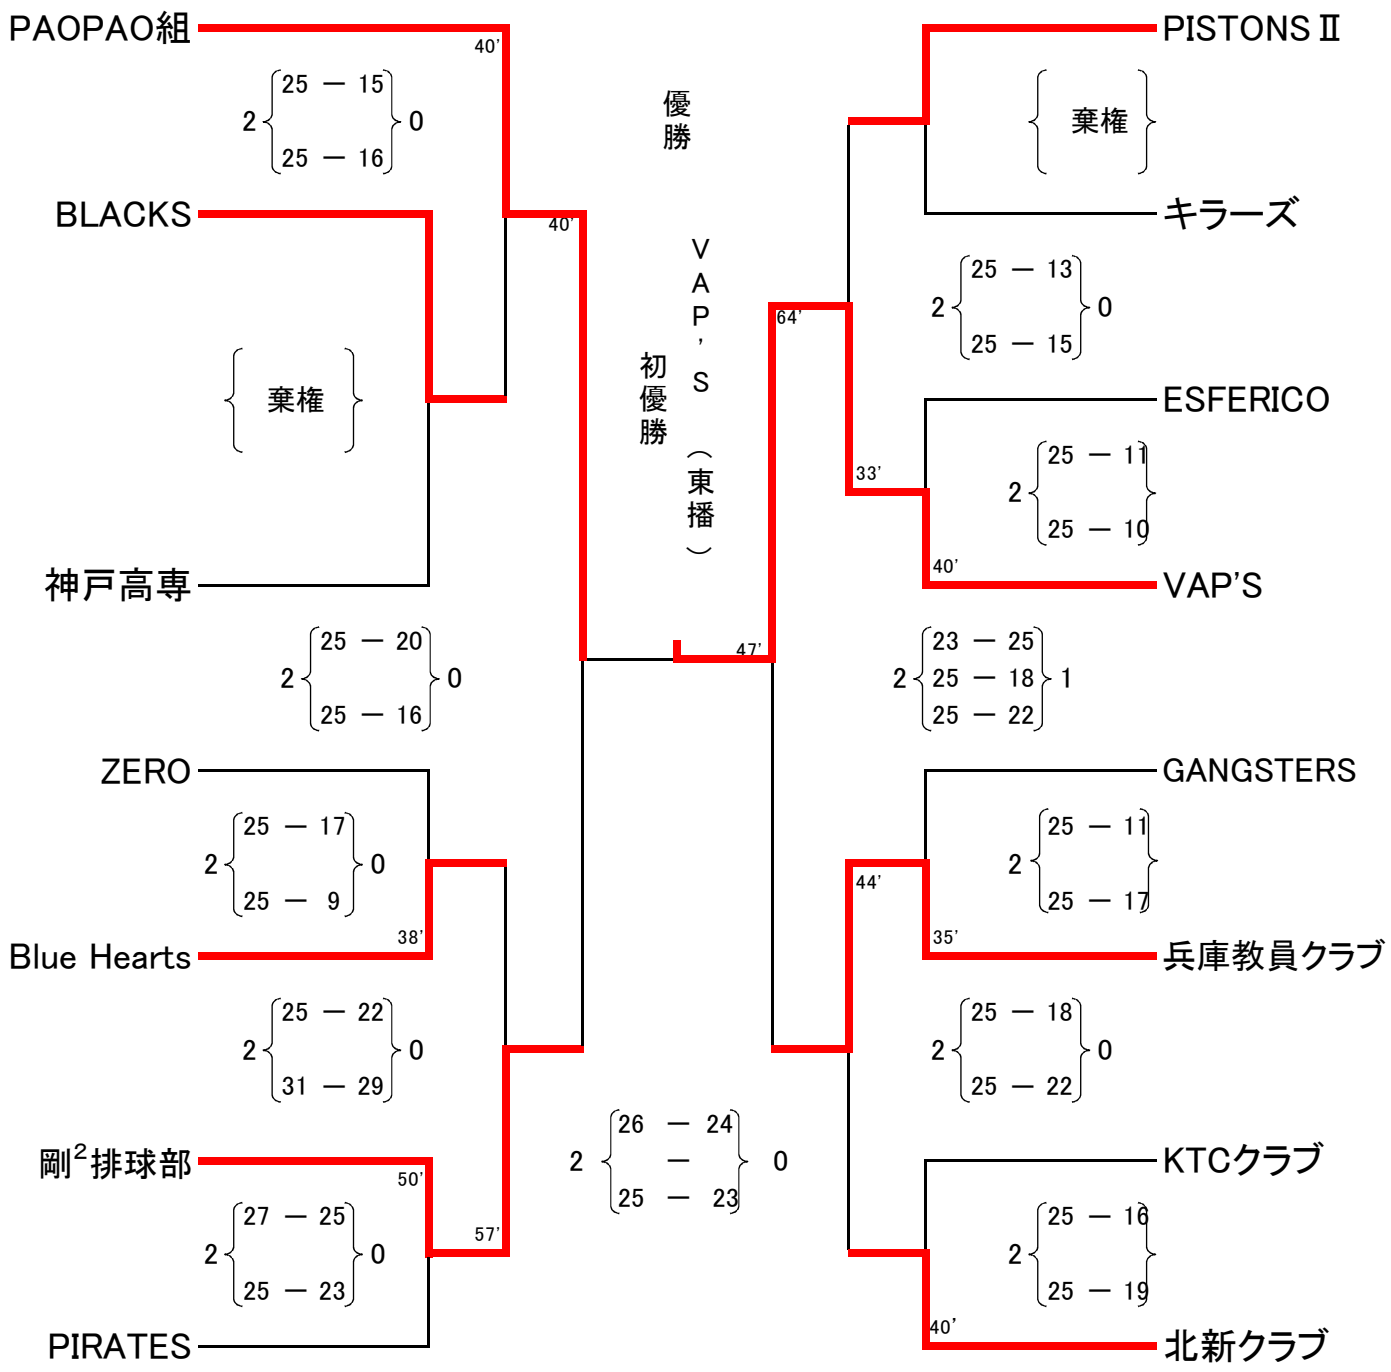 PAOPAO組
40'
25 － 15
2 0
25 － 16
BLACKS
40'
棄権
神戸高専
25 － 20
2 0
25 － 16
ZERO
25 － 17
2 0
25 － 9
38'
Blue Hearts
25 － 22
2 0
31 － 29
剛²排球部
50'
27 － 25
2 0
25 － 23
57'
PIRATES
優勝
VAP'S（東播）
初優勝
47'
26 － 24
2 － 0
25 － 23
PISTONSⅡ
棄権
キラーズ
25 － 13
2 0
25 － 15
64'
ESFERICO
25 － 11
2
25 － 10
33'
40'
VAP'S
23 － 25
2 25 － 18 1
25 － 22
GANGSTERS
25 － 11
2
25 － 17
44'
35'
兵庫教員クラブ
25 － 18
2 0
25 － 22
KTCクラブ
25 － 16
2
25 － 19
40'
北新クラブ